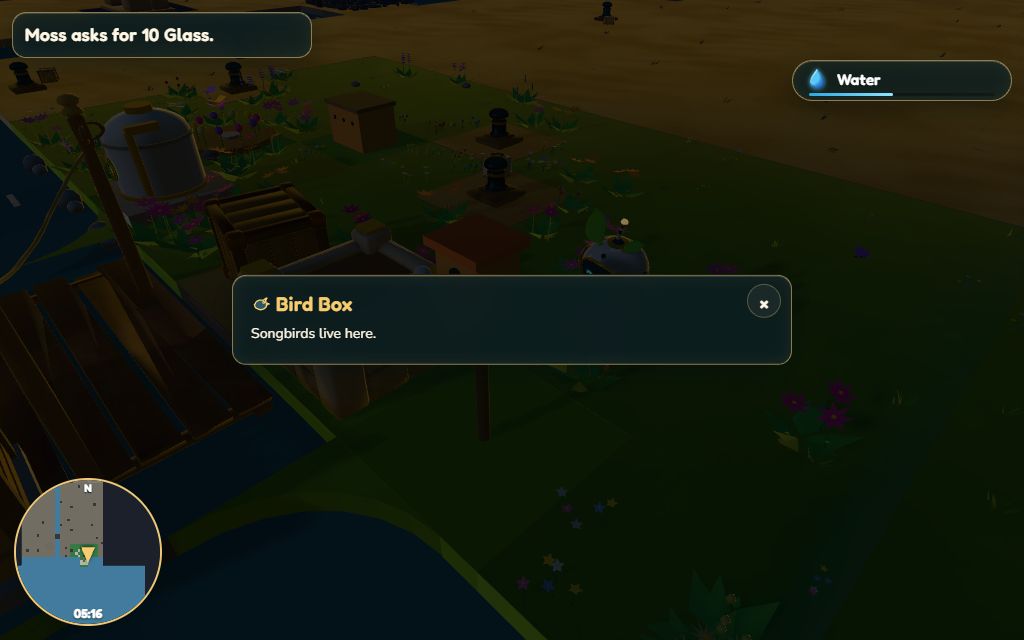 Moss asks for 10 Glass.
Water
Bird Box
Songbirds live here.
N
05:16